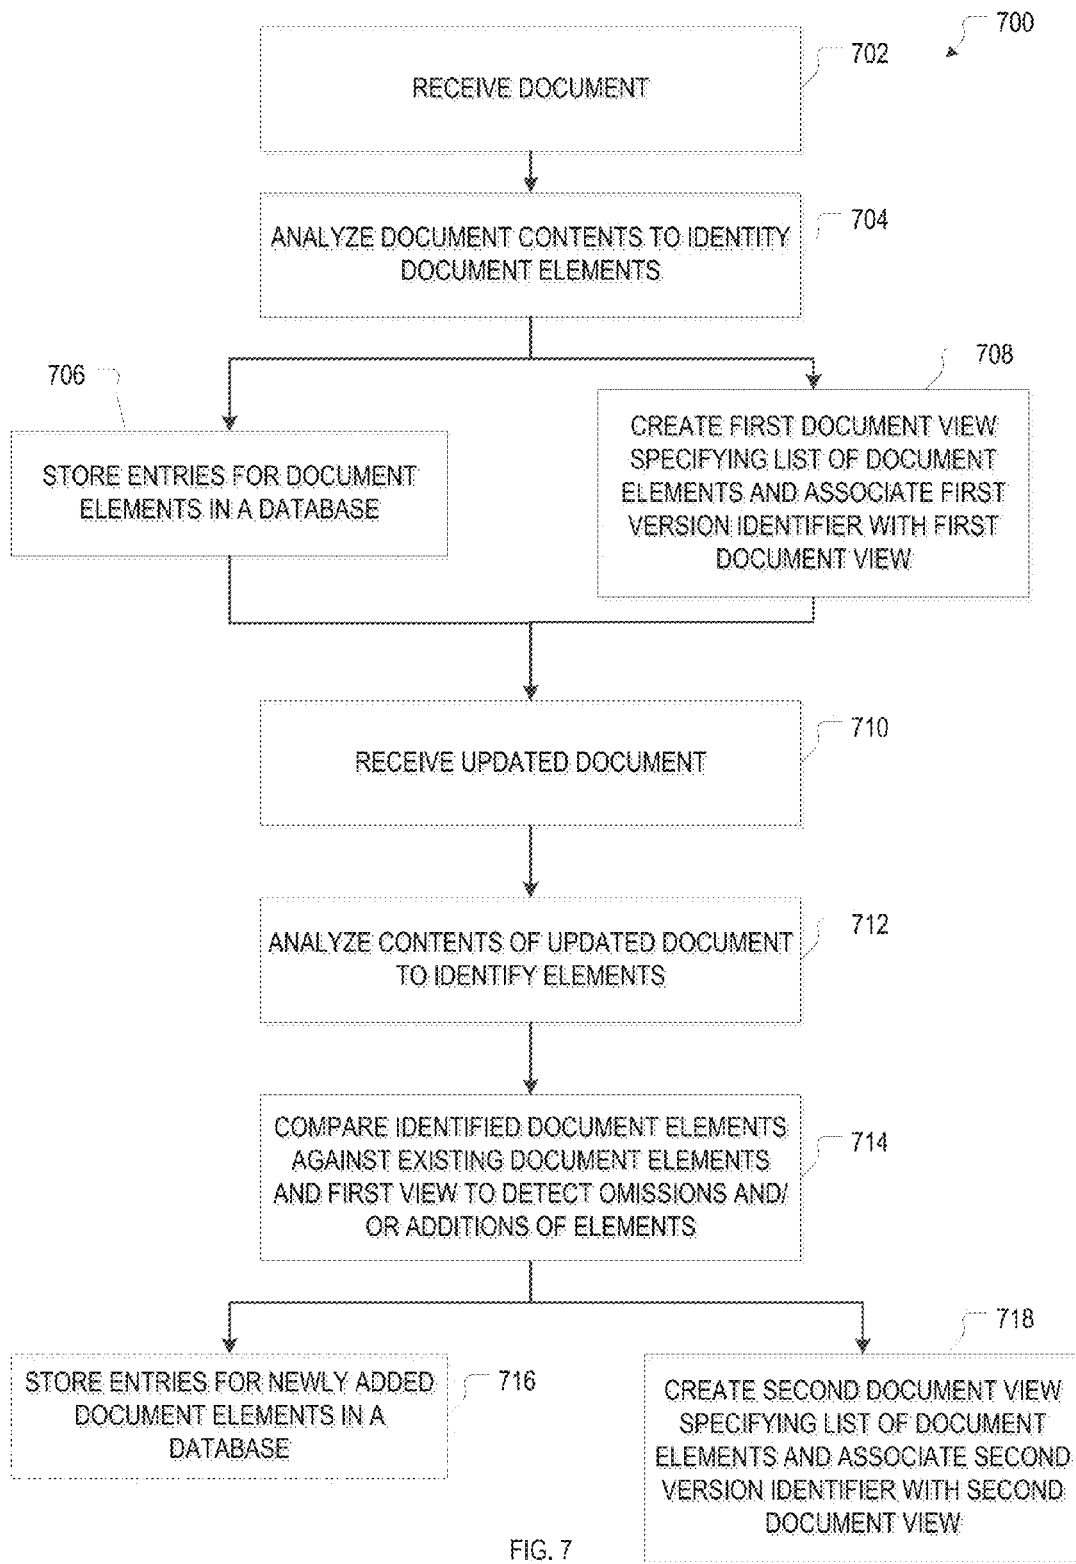 700
702
RECEIVE DOCUMENT
704
ANALYZE DOCUMENT CONTENTS TO IDENTITY
DOCUMENT ELEMENTS
706
708
STORE ENTRIES FOR DOCUMENT
ELEMENTS IN A DATABASE
CREATE FIRST DOCUMENT VIEW
SPECIFYING LIST OF DOCUMENT
ELEMENTS AND ASSOCIATE FIRST
VERSION IDENTIFIER WITH FIRST
DOCUMENT VIEW
710
RECEIVE UPDATED DOCUMENT
712
ANALYZE CONTENTS OF UPDATED DOCUMENT
TO IDENTIFY ELEMENTS
714
COMPARE IDENTIFIED DOCUMENT ELEMENTS
AGAINST EXISTING DOCUMENT ELEMENTS
AND FIRST VIEW TO DETECT OMISSIONS AND/
OR ADDITIONS OF ELEMENTS
716
STORE ENTRIES FOR NEWLY ADDED
DOCUMENT ELEMENTS IN A
DATABASE
718
CREATE SECOND DOCUMENT VIEW
SPECIFYING LIST OF DOCUMENT
ELEMENTS AND ASSOCIATE SECOND
VERSION IDENTIFIER WITH SECOND
DOCUMENT VIEW
FIG. 7